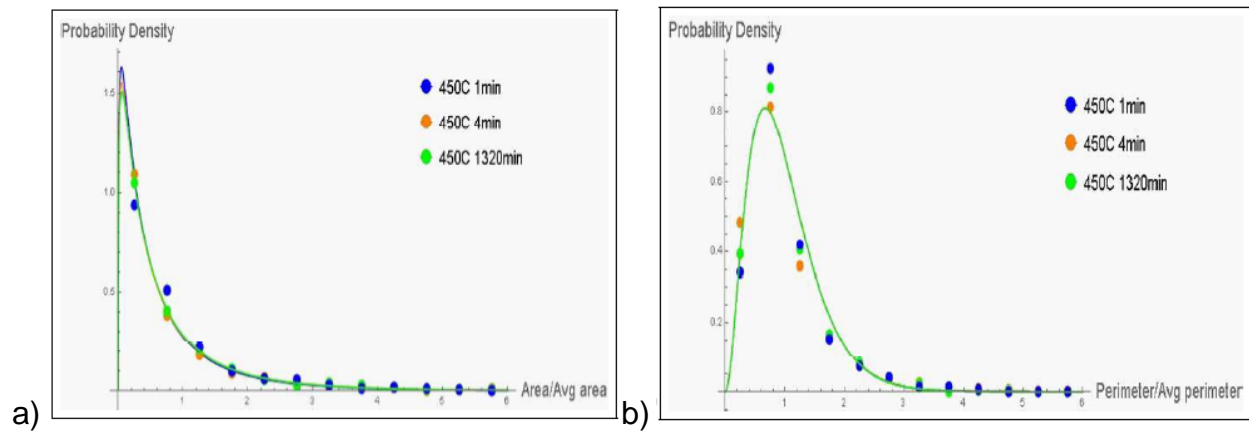 Probability Density
1.5
1.0
0.5
1 2 3 4 5 6
Area/Avg area
450C 1min
450C 4min
450C 1320min
a)
Probability Density
0.8
0.6
0.4
0.2
1 2 3 4 5 6
Perimeter/Avg perimeter
450C 1min
450C 4min
450C 1320min
b)